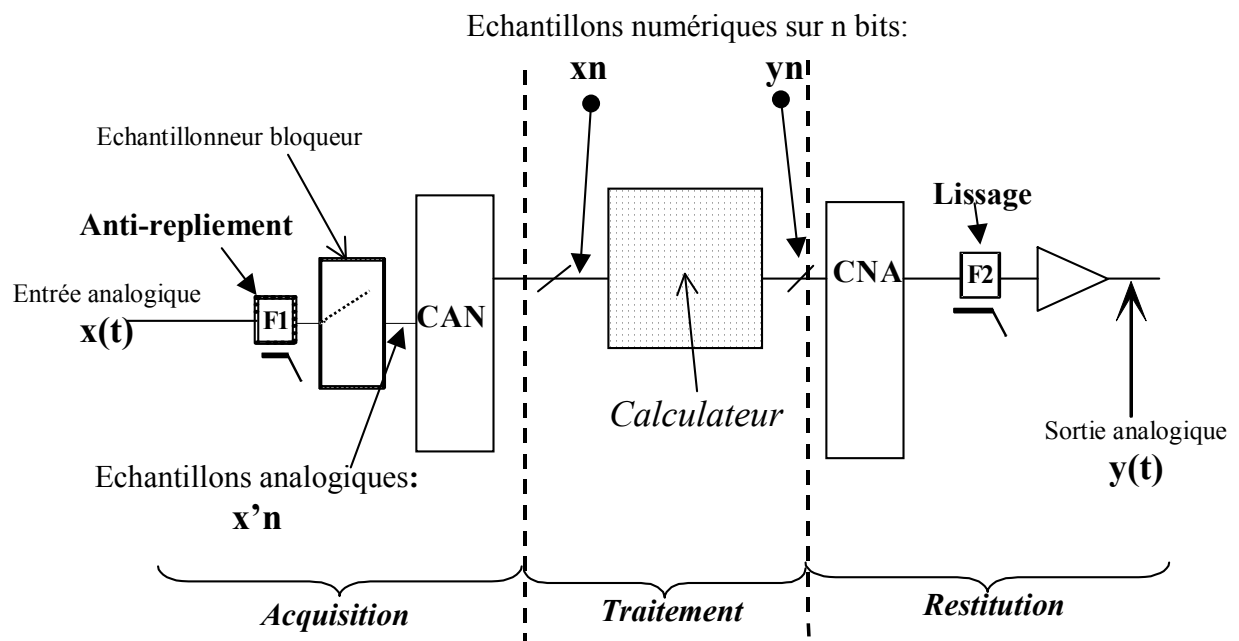 Echantillons numériques sur n bits:
xn
yn
Echantillonneur bloqueur
Anti-repliement
Lissage
Entrée analogique
x(t)
F1
CAN
CNA
F2
Calculateur
Sortie analogique
y(t)
Echantillons analogiques:
x’n
Acquisition
Traitement
Restitution